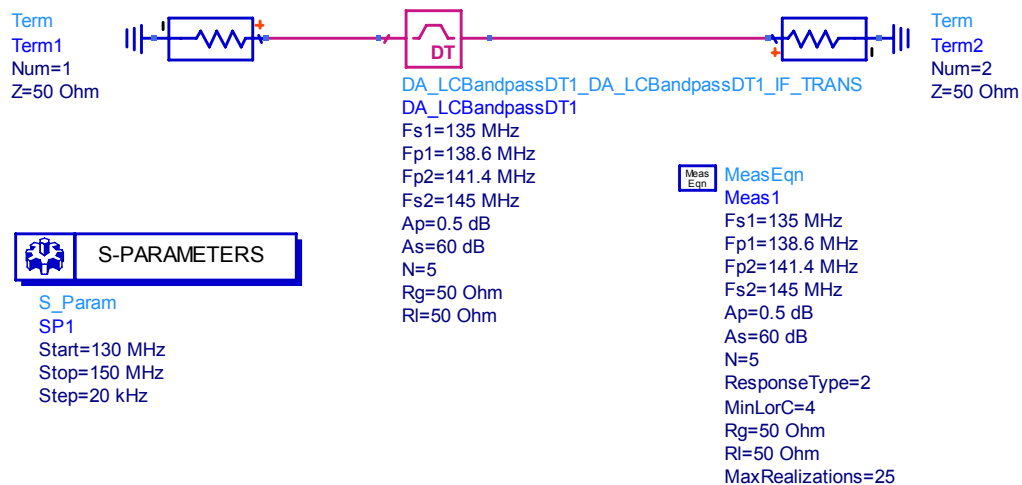 Term
Term1
Num=1
Z=50 Ohm
DT
DA_LCBandpassDT1_DA_LCBandpassDT1_IF_TRANS
DA_LCBandpassDT1
Fs1=135 MHz
Fp1=138.6 MHz
Fp2=141.4 MHz
Fs2=145 MHz
Ap=0.5 dB
As=60 dB
N=5
Rg=50 Ohm
Rl=50 Ohm
Term
Term2
Num=2
Z=50 Ohm
S-PARAMETERS
S_Param
SP1
Start=130 MHz
Stop=150 MHz
Step=20 kHz
Meas
Eqn
MeasEqn
Meas1
Fs1=135 MHz
Fp1=138.6 MHz
Fp2=141.4 MHz
Fs2=145 MHz
Ap=0.5 dB
As=60 dB
N=5
ResponseType=2
MinLorC=4
Rg=50 Ohm
Rl=50 Ohm
MaxRealizations=25